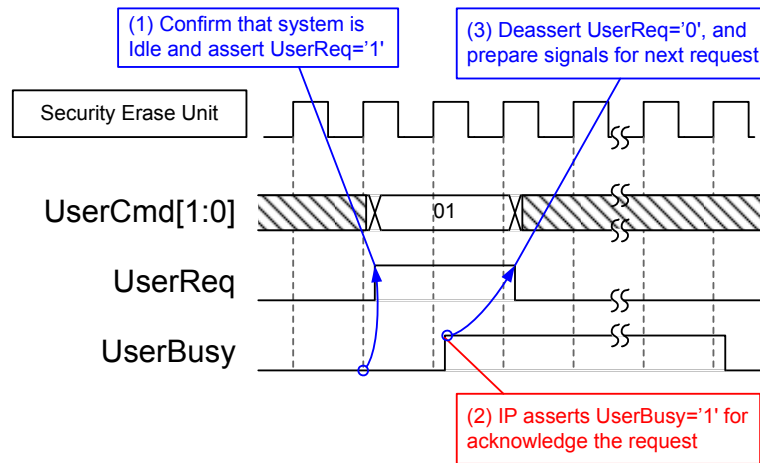 (1) Confirm that system is
Idle and assert UserReq=’1'
(3) Deassert UserReq=’0', and
prepare signals for next request
Security Erase Unit
UserCmd[1:0]
01
UserReq
UserBusy
(2) IP asserts UserBusy=’1' for
acknowledge the request